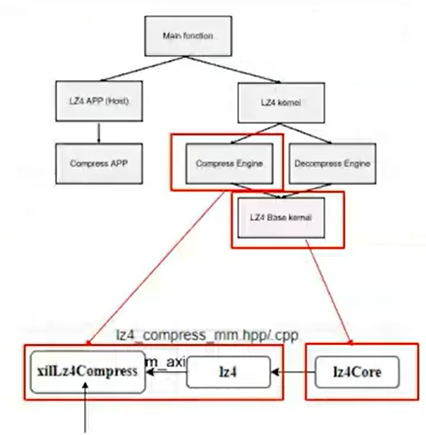 Main function
LZ4 APP (Host)
LZ4 kernel
Compress APP
Compress Engine
Decompress Engine
LZ4 Base kernel
lz4_compress_mm.hpp/.cpp
xilLz4Compress
m_axi
lz4
lz4Core